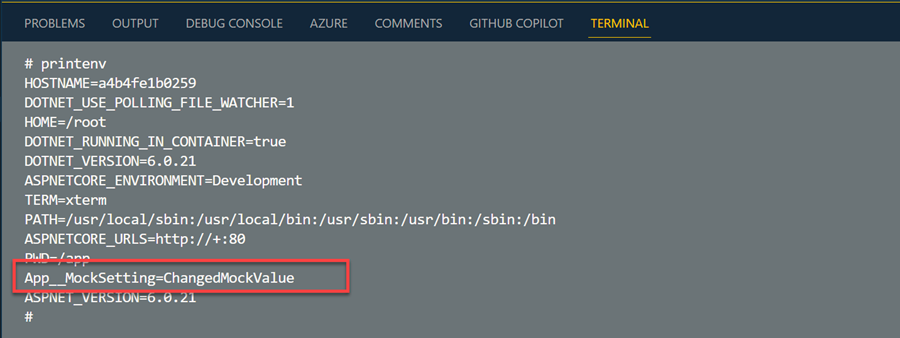 PROBLEMS OUTPUT DEBUG CONSOLE AZURE COMMENTS GITHUB COPILOT TERMINAL
# printenv
HOSTNAME=a4b4fe1b0259
DOTNET_USE_POLLING_FILE_WATCHER=1
HOME=/root
DOTNET_RUNNING_IN_CONTAINER=true
DOTNET_VERSION=6.0.21
ASPNETCORE_ENVIRONMENT=Development
TERM=xterm
PATH=/usr/local/sbin:/usr/local/bin:/usr/sbin:/usr/bin:/sbin:/bin
ASPNETCORE_URLS=http://+:80
PWD=/app
App__MockSetting=ChangedMockValue
ASPNET_VERSION=6.0.21
#